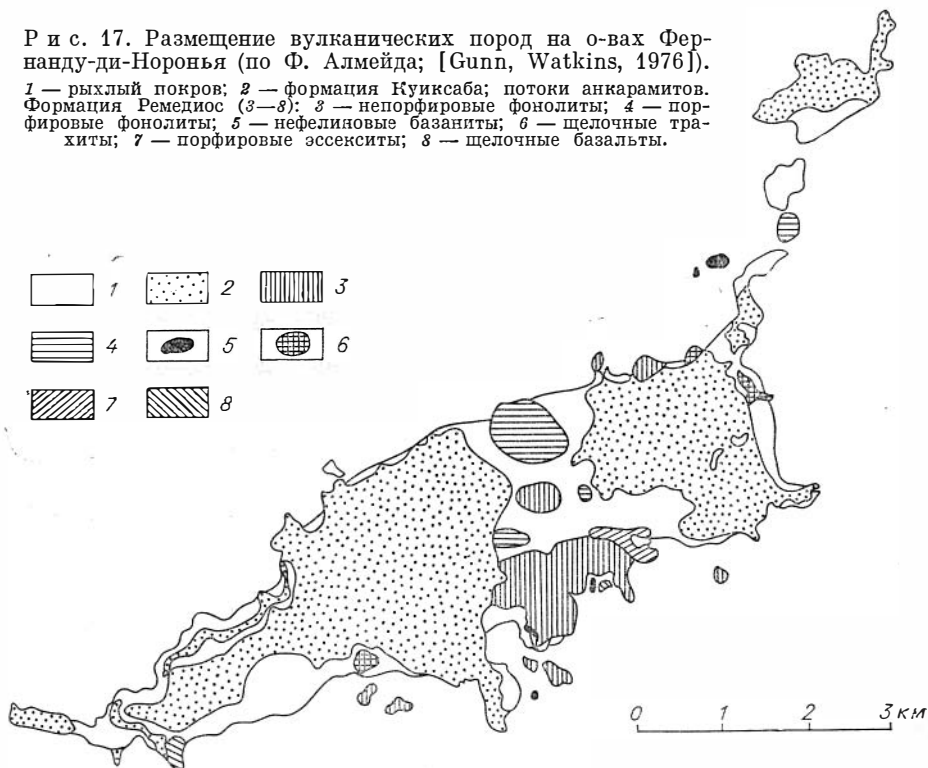 Р и с. 17. Размещение вулканических пород на о-вах Фер-
нанду-ди-Норонья (по Ф. Алмейда; [Gunn, Watkins, 1976]).
1 — рыхлый покров; 2 — формация Куиксаба; потоки анкарамитов.
Формация Ремедиос (3—8): 3 — непорфировые фонолиты; 4 — пор-
фировые фонолиты; 5 — нефелиновые базаниты; 6 — щелочные тра-
хиты; 7 — порфировые эссекситы; 8 — щелочные базальты.
1 2 3
4 5 6
7 8
0 1 2 3 км